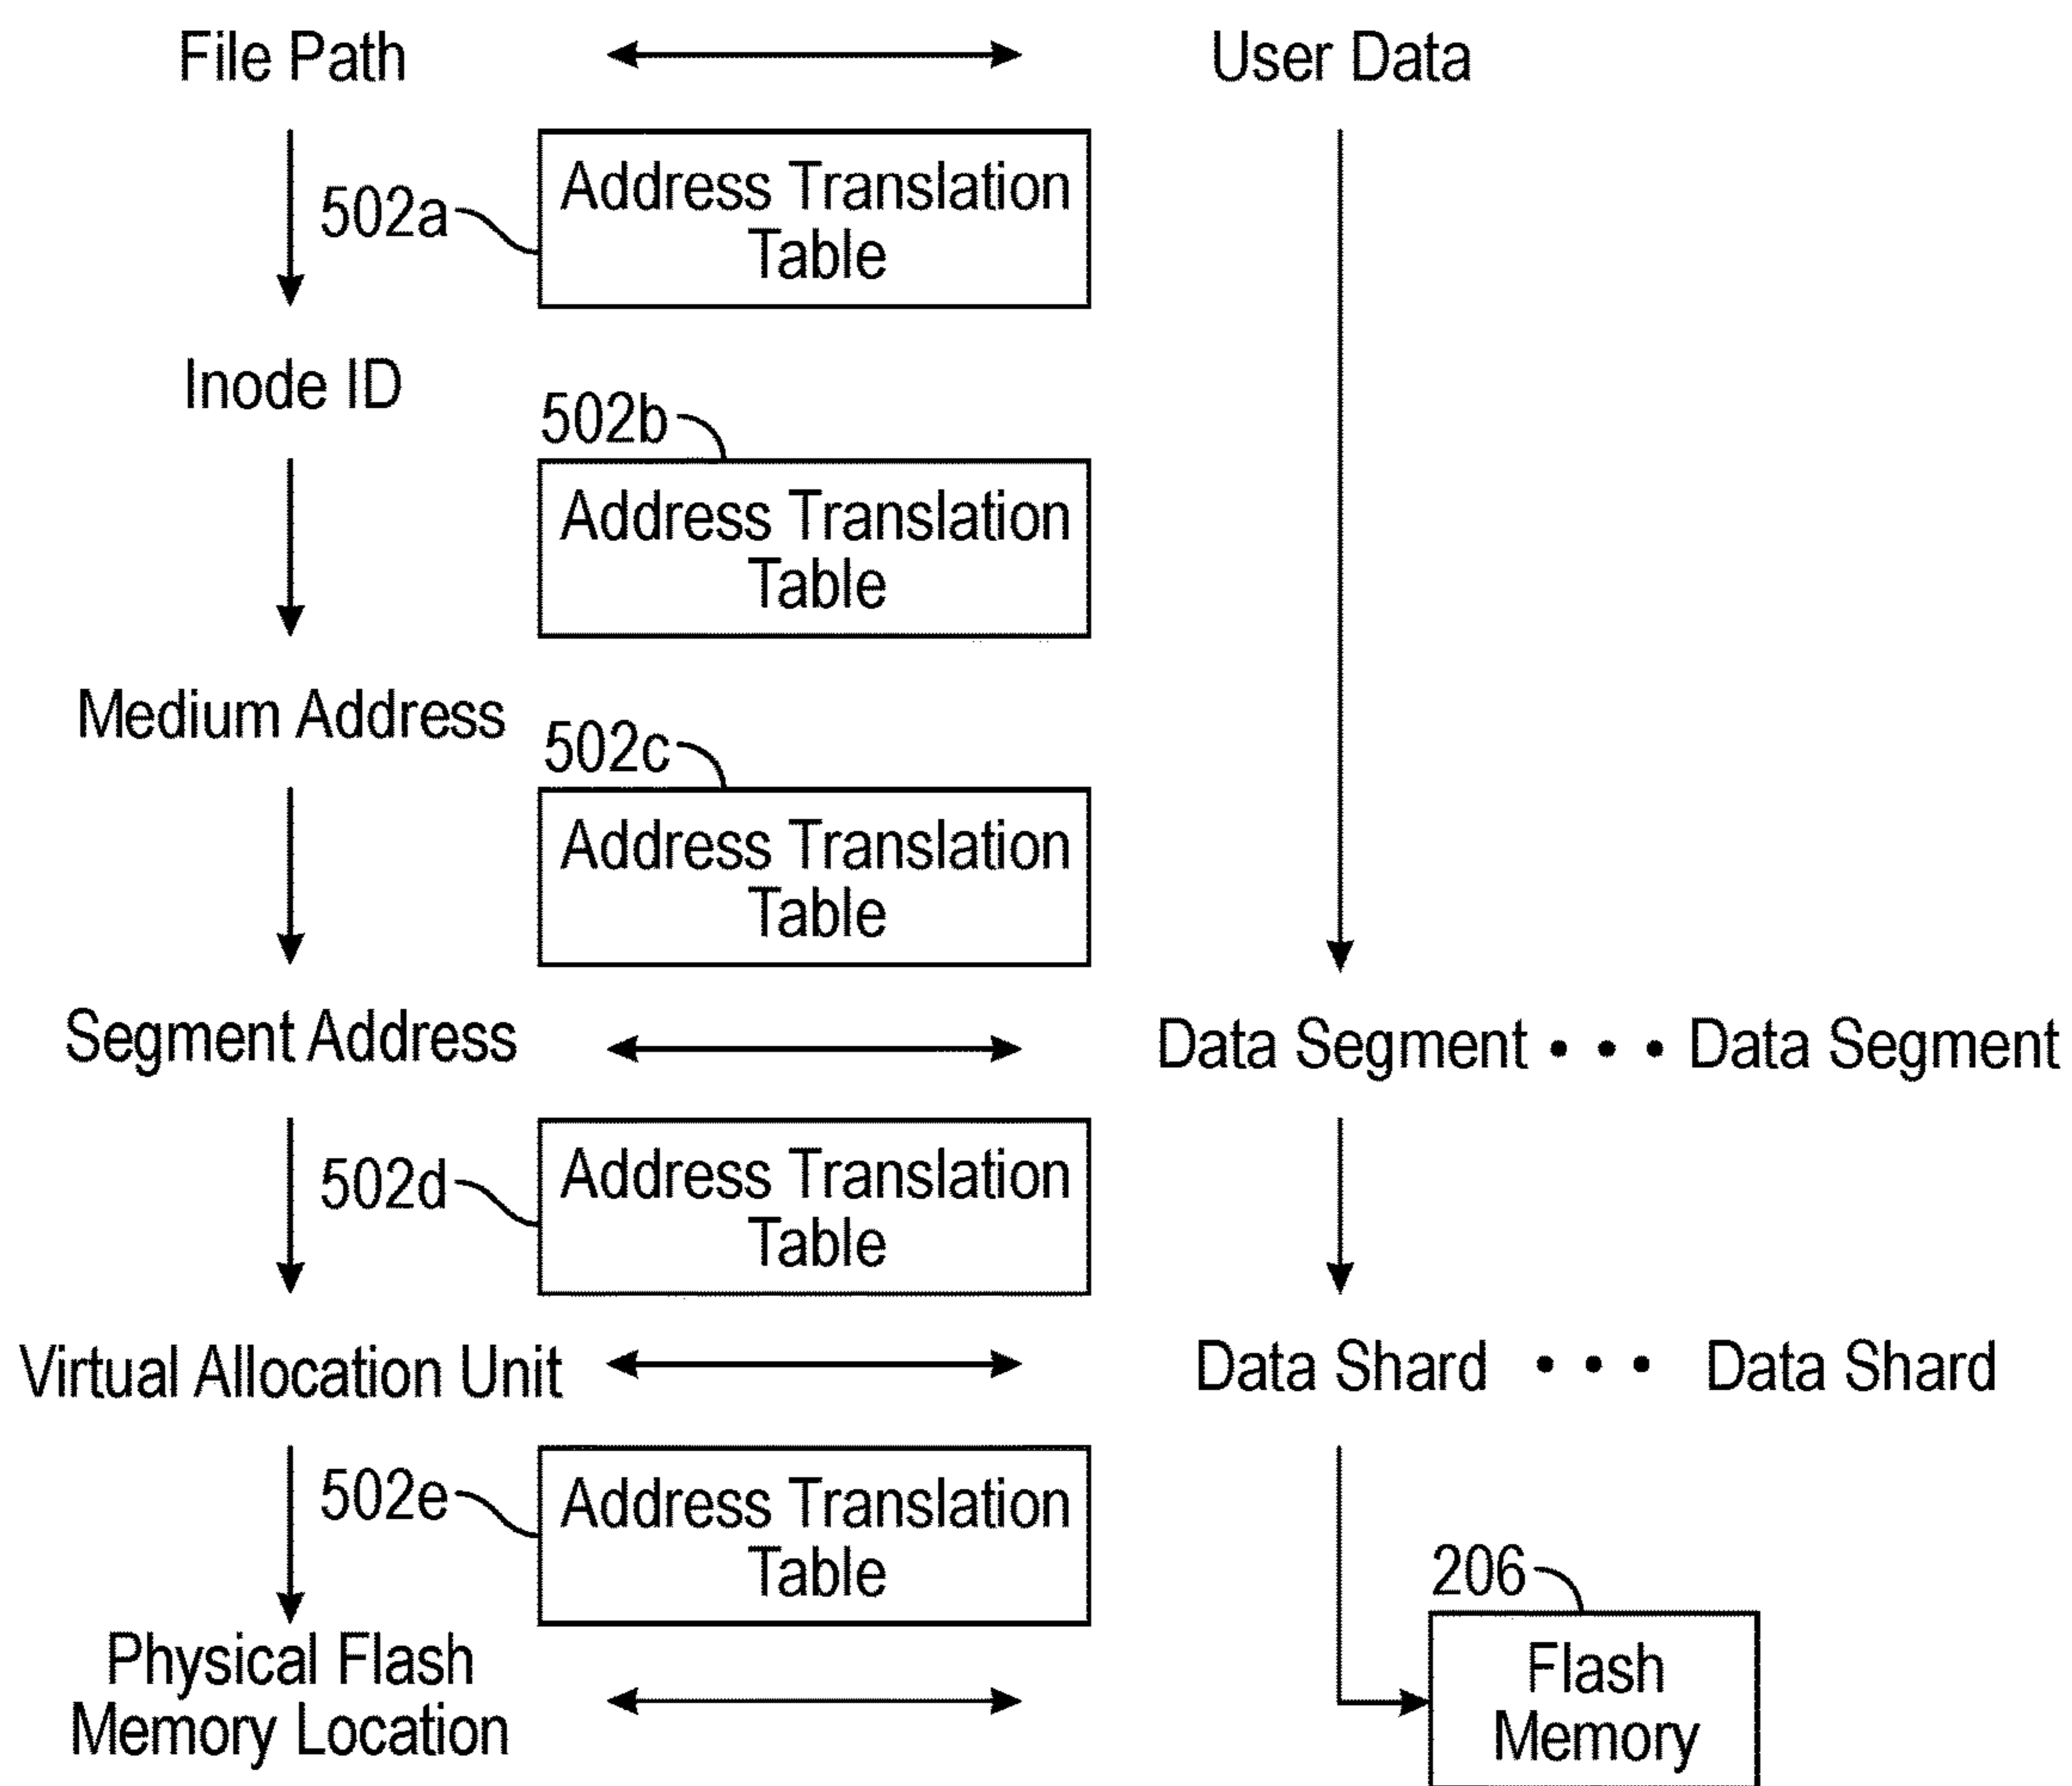 File Path
User Data
502a
Address Translation
Table
Inode ID
502b
Address Translation
Table
Medium Address
502c
Address Translation
Table
Segment Address
Data Segment • • • Data Segment
502d
Address Translation
Table
Virtual Allocation Unit
Data Shard • • • Data Shard
502e
Address Translation
Table
206
Physical Flash
Memory Location
Flash
Memory